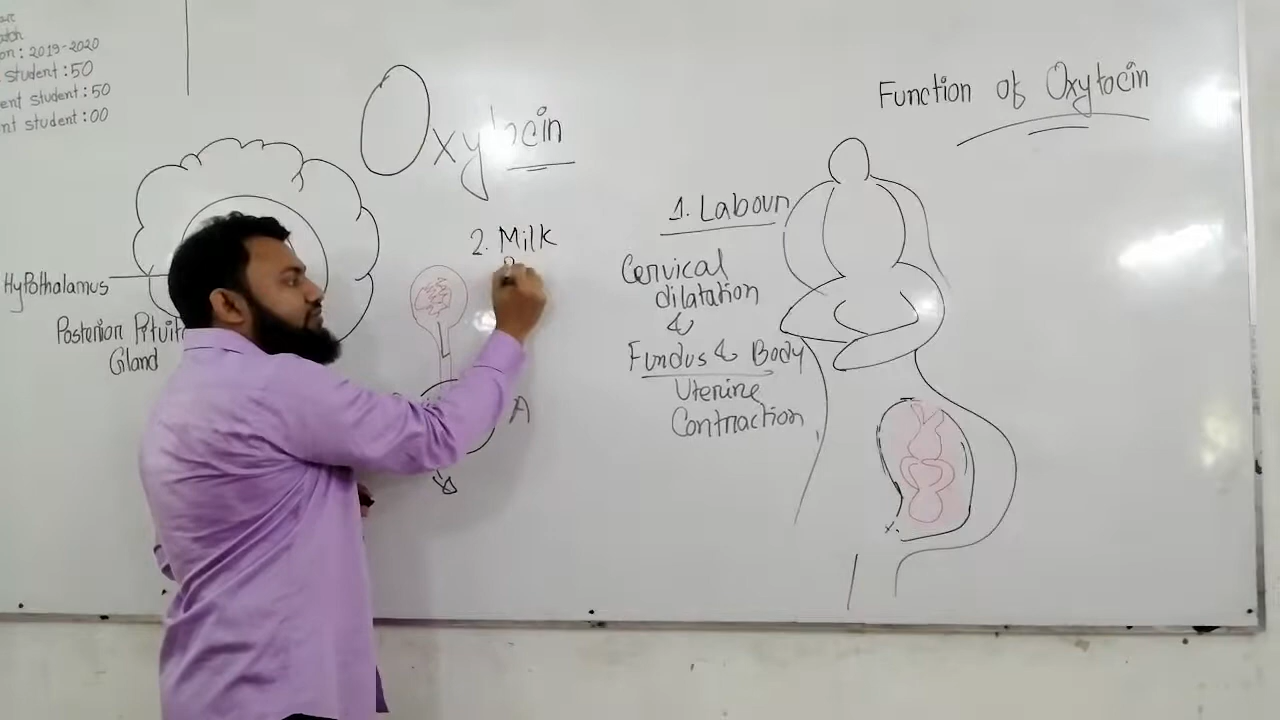 on: 2019-2020
student: 50
ent student: 50
nt student: 00
Oxytocin
Function of Oxytocin
HyPothalamus
Posterior Pituit
Gland
2. Milk
A
1. Labour
Cervical
dilatation
&
Fundus & Body
Uterine
Contraction